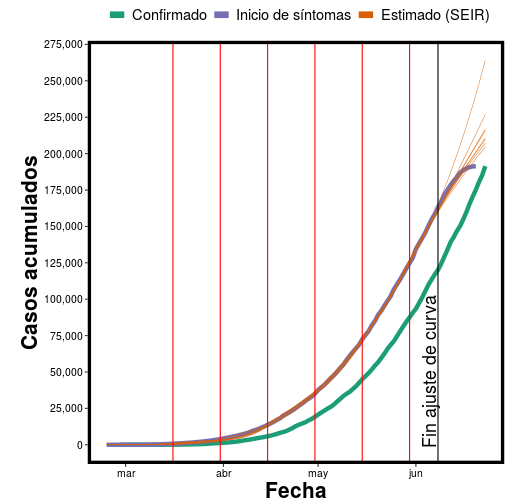 Confirmado Inicio de síntomas Estimado (SEIR)
275,000
250,000
225,000
200,000
175,000
150,000
125,000
100,000
75,000
50,000
25,000
0
Casos acumulados
Fin ajuste de curva
mar abr may jun
Fecha